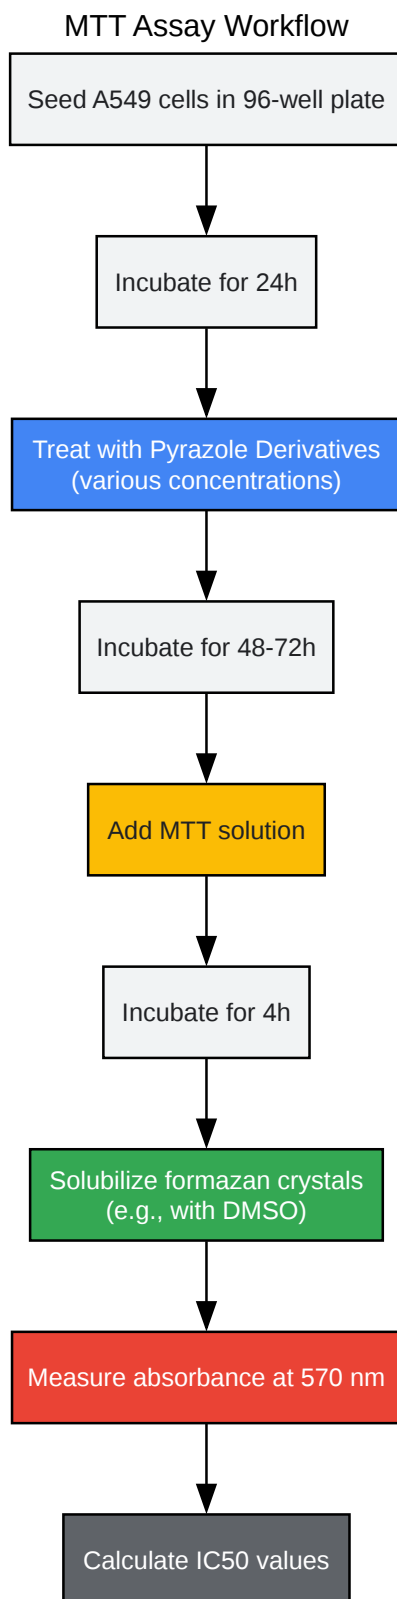 MTT Assay Workflow
Seed A549 cells in 96-well plate
Incubate for 24h
Treat with Pyrazole Derivatives
(various concentrations)
Incubate for 48-72h
Add MTT solution
Incubate for 4h
Solubilize formazan crystals
(e.g., with DMSO)
Measure absorbance at 570 nm
Calculate IC50 values